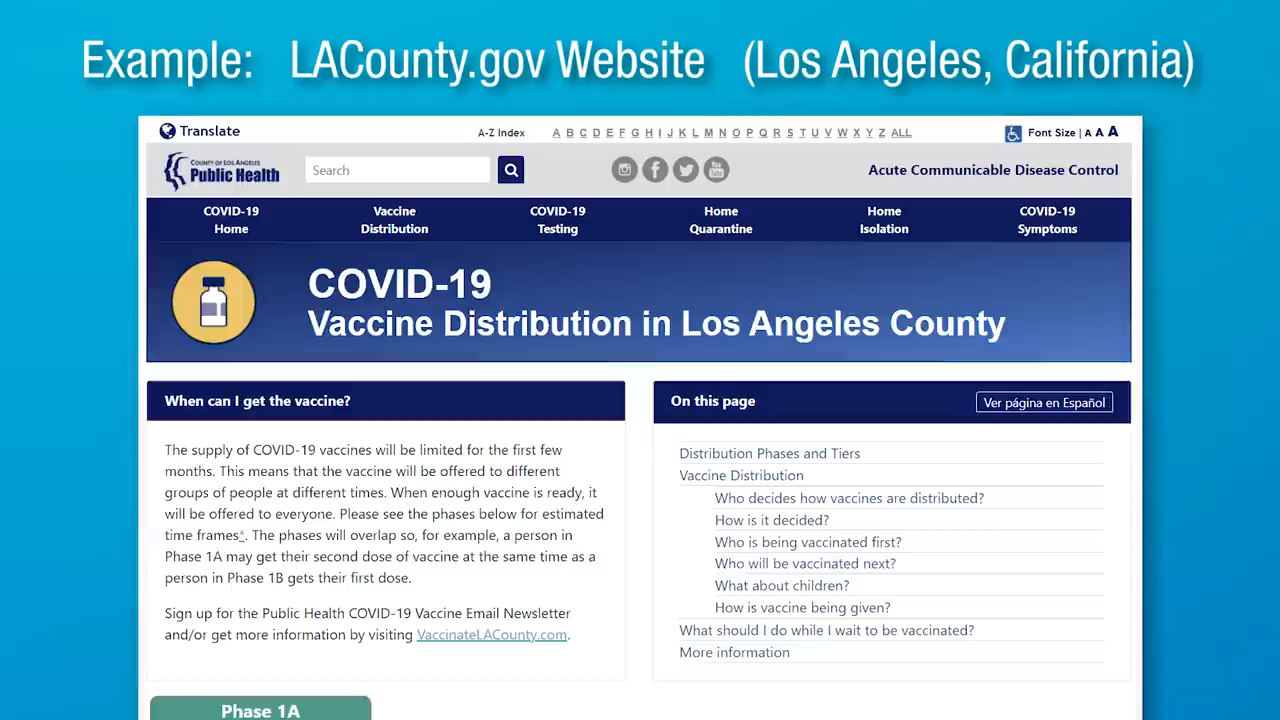 Example: LACounty.gov Website (Los Angeles, California)
Translate
A-Z Index A B C D E F G H I J K L M N O P Q R S T U V W X Y Z ALL
Font Size | A A A
COUNTY OF LOS ANGELES
Public Health
Search
You Tube
Acute Communicable Disease Control
COVID-19 Home
Vaccine Distribution
COVID-19 Testing
Home Quarantine
Home Isolation
COVID-19 Symptoms
COVID-19
Vaccine Distribution in Los Angeles County
When can I get the vaccine?
The supply of COVID-19 vaccines will be limited for the first few
months. This means that the vaccine will be offered to different
groups of people at different times. When enough vaccine is ready, it
will be offered to everyone. Please see the phases below for estimated
time frames*. The phases will overlap so, for example, a person in
Phase 1A may get their second dose of vaccine at the same time as a
person in Phase 1B gets their first dose.
Sign up for the Public Health COVID-19 Vaccine Email Newsletter
and/or get more information by visiting VaccinateLACounty.com.
On this page
Ver página en Español
Distribution Phases and Tiers
Vaccine Distribution
Who decides how vaccines are distributed?
How is it decided?
Who is being vaccinated first?
Who will be vaccinated next?
What about children?
How is vaccine being given?
What should I do while I wait to be vaccinated?
More information
Phase 1A